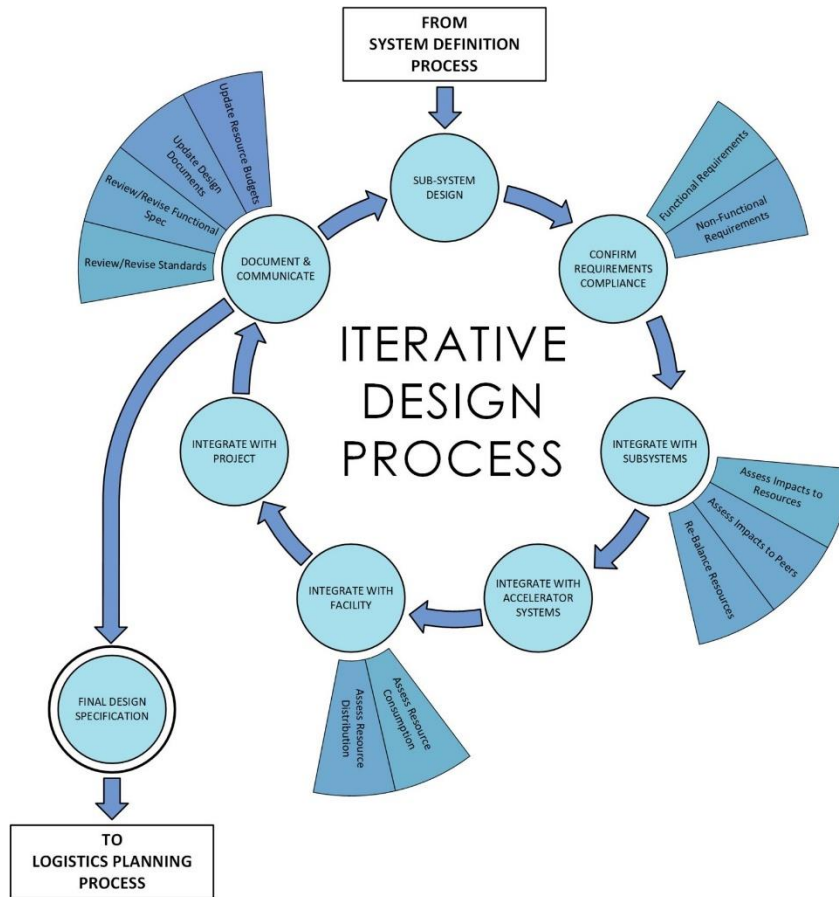 FROM
SYSTEM DEFINITION
PROCESS
SUB-SYSTEM
DESIGN
Functional Requirements
Non-Functional
Requirements
CONFIRM
REQUIREMENTS
COMPLIANCE
ITERATIVE
DESIGN
PROCESS
INTEGRATE WITH
SUBSYSTEMS
Assess Impacts to
Resources
Assess Impacts to Peers
Re-Balance Resources
INTEGRATE WITH
ACCELERATOR
SYSTEMS
INTEGRATE WITH
FACILITY
Assess Resource
Consumption
Assess Resource
Distribution
INTEGRATE WITH
PROJECT
DOCUMENT &
COMMUNICATE
Review/Revise Standards
Review/Revise Functional
Spec
Update Design
Documents
Update Resource Budgets
FINAL DESIGN
SPECIFICATION
TO
LOGISTICS PLANNING
PROCESS